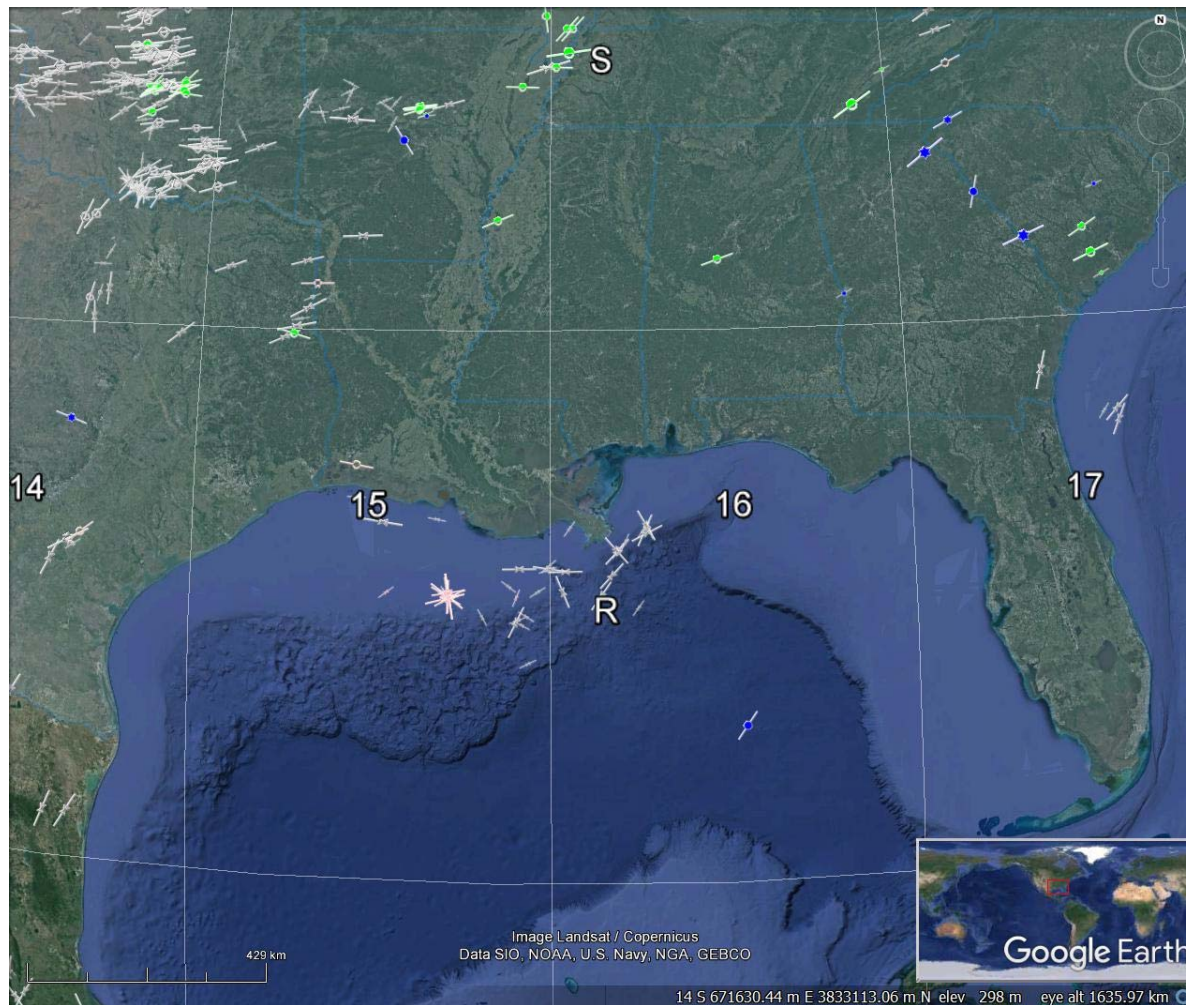 N
S
14
15
16
17
R
429 km
Image Landsat / Copernicus
Data SIO, NOAA, U.S. Navy, NGA, GEBCO
Google Earth
14 S 671630.44 m E 3833113.06 m N elev 298 m eye alt 1635.97 km